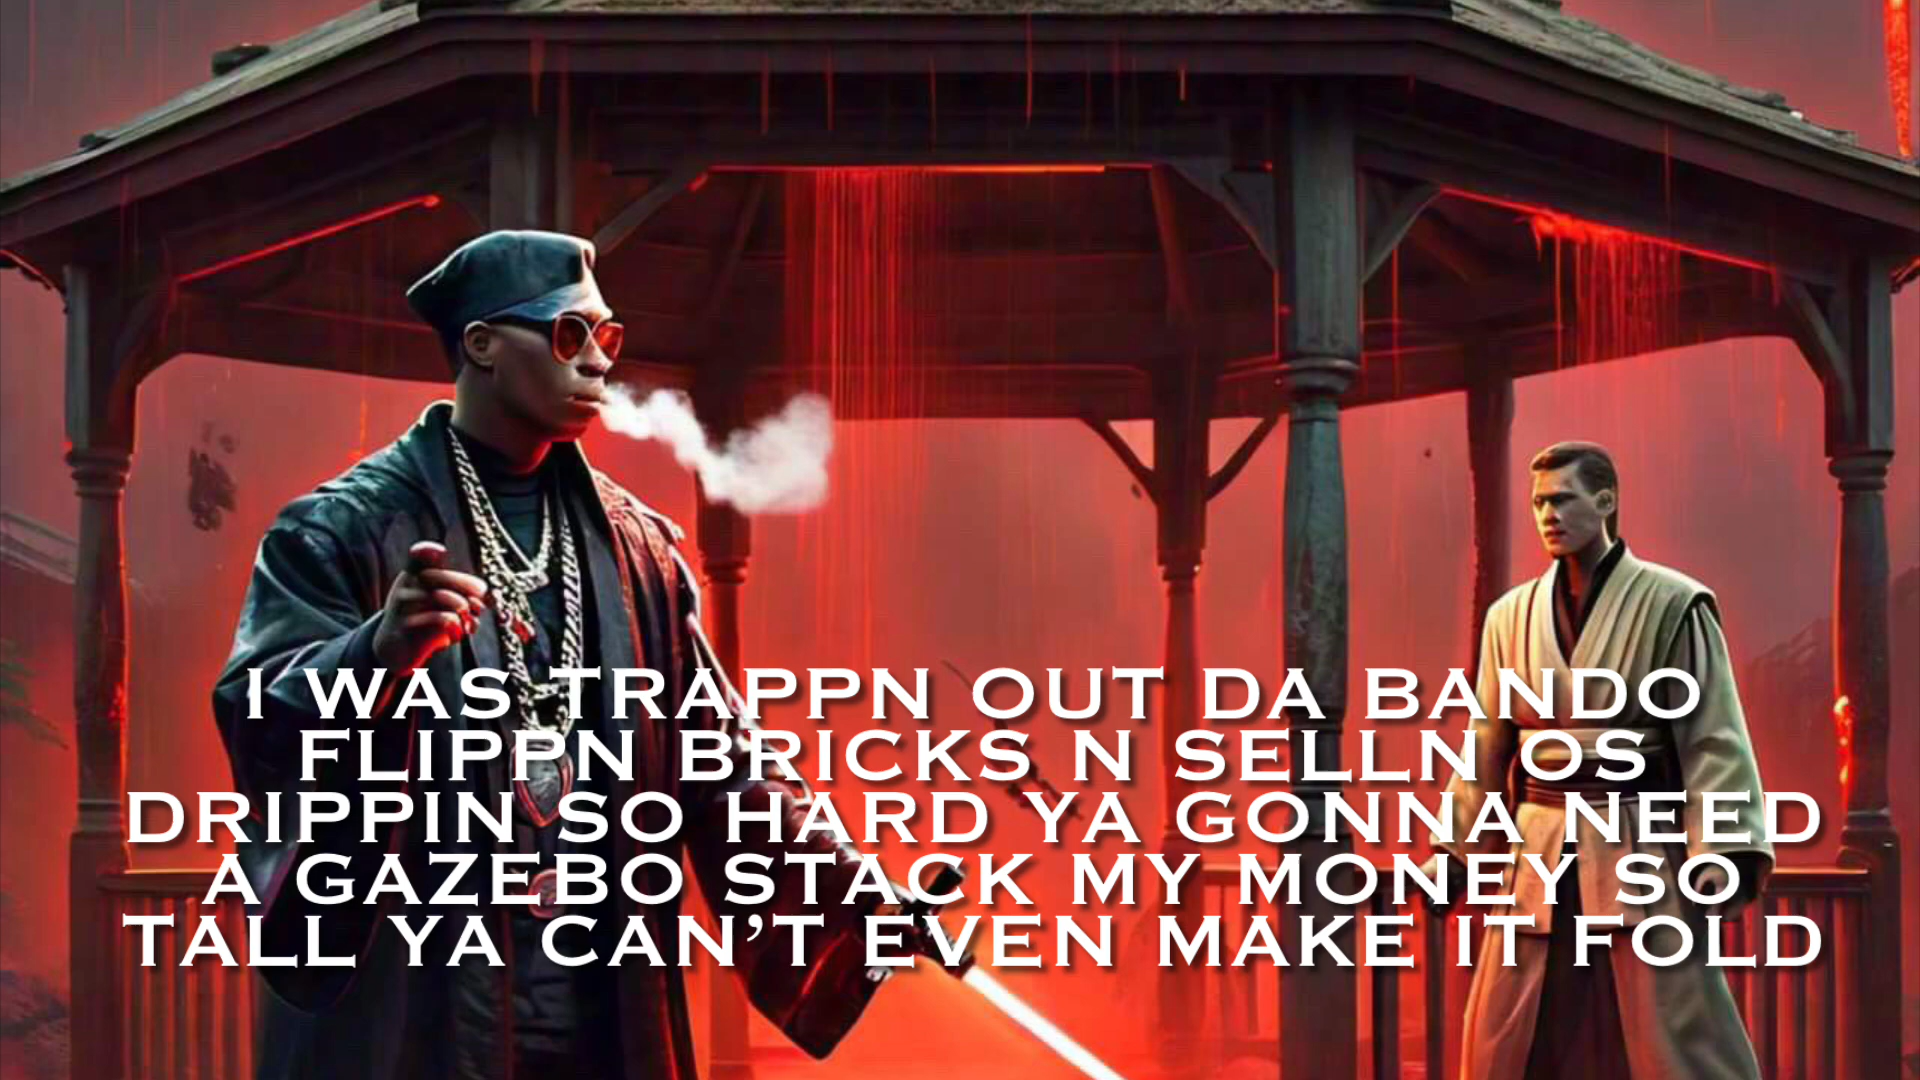 I WAS TRAPPN OUT DA BANDO
FLIPPN BRICKS N SELLN OS
DRIPPIN SO HARD YA GONNA NEED
A GAZEBO STACK MY MONEY SO
TALL YA CAN’T EVEN MAKE IT FOLD